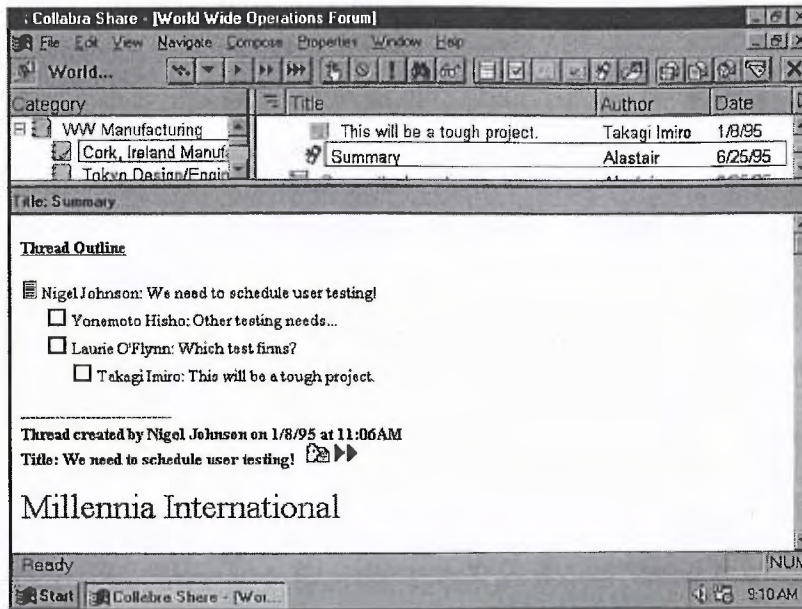 Collabra Share - [World Wide Operations Forum]
File Edit View Navigate Compose Properties Window Help
World...
Category
Title Author Date
WW Manufacturing
This will be a tough project. Takagi Imiro 1/8/95
Cork, Ireland Manuf
Summary Alastair 6/25/95
Tokyo Design/Engin
Title: Summary
Thread Outline
Nigel Johnson: We need to schedule user testing!
Yonemoto Hisho: Other testing needs...
Laurie O'Flynn: Which test firms?
Takagi Imiro: This will be a tough project.
Thread created by Nigel Johnson on 1/8/95 at 11:06AM
Title: We need to schedule user testing!
Millennia International
Ready NUM
Start Collabra Share - [Wor... 9:10 AM